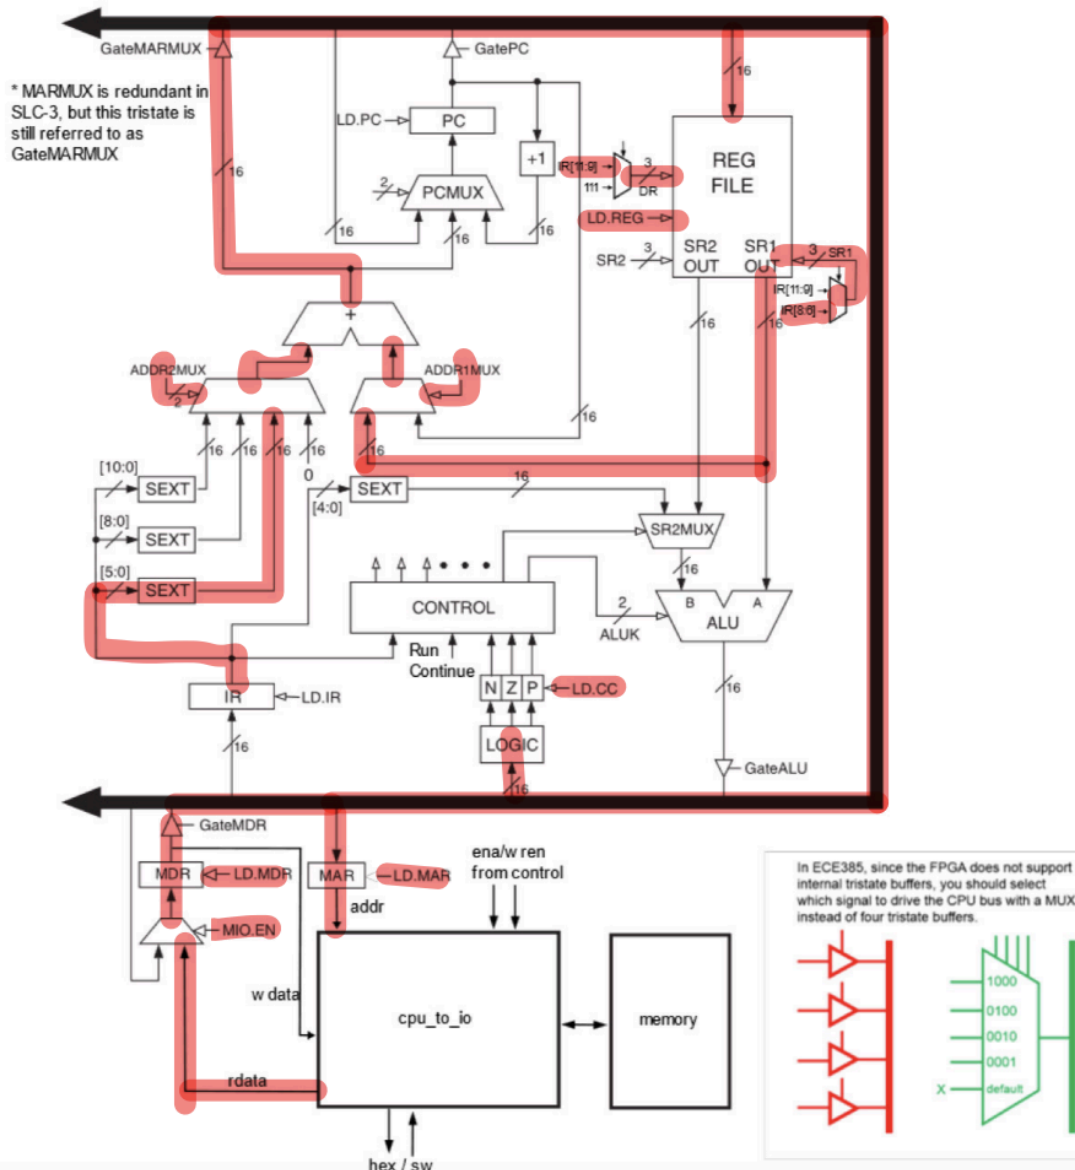 GateMARMUX
GatePC
* MARMUX is redundant in
SLC-3, but this tristate is
still referred to as
GateMARMUX
16
LD.PC
PC
+1
2
PCMUX
16
16
16
16
IR[11:9]
111
3
DR
REG
FILE
LD.REG
SR2
3
SR2
OUT
SR1
OUT
3
SR1
IR[11:9]
IR[8:6]
16
16
+
ADDR2MUX
2
ADDR1MUX
16
16
16
16
16
16
0
[10:0]
SEXT
[4:0]
SEXT
16
[8:0]
SEXT
SR2MUX
16
[5:0]
SEXT
CONTROL
2
ALUK
B
A
ALU
Run
Continue
IR
LD.IR
N Z P
LD.CC
16
16
LOGIC
16
GateALU
GateMDR
MDR
LD.MDR
MAR
LD.MAR
addr
ena/w ren
from control
MIO.EN
w data
cpu_to_io
memory
rdata
hex / sw
In ECE385, since the FPGA does not support
internal tristate buffers, you should select
which signal to drive the CPU bus with a MUX
instead of four tristate buffers.
1000
0100
0010
0001
X
default